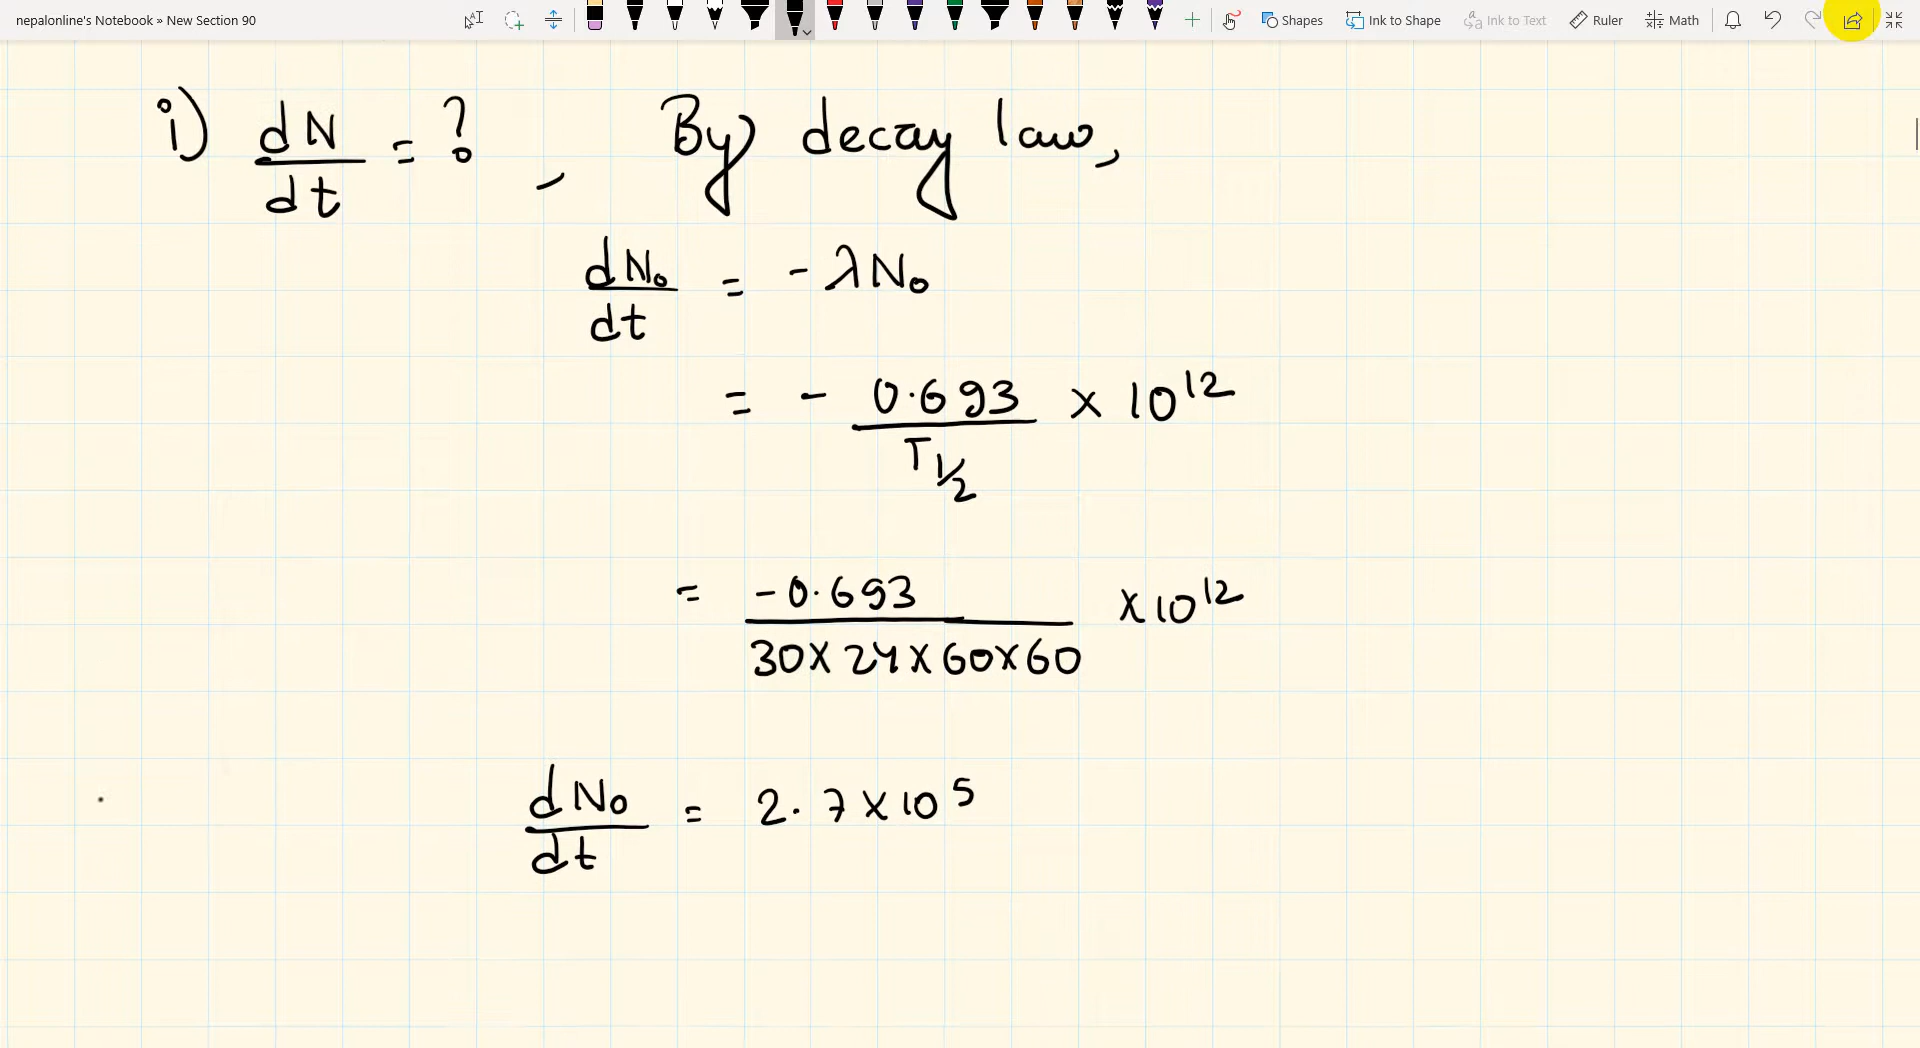 nepalonline's Notebook » New Section 90
Shapes Ink to Shape Ink to Text Ruler Math
i) dN/dt = ? , By decay law,
dN₀/dt = - λN₀
= - 0.693/T½ × 10¹²
= -0.693/30×24×60×60 ×10¹²
dN₀/dt = 2.7×10⁵